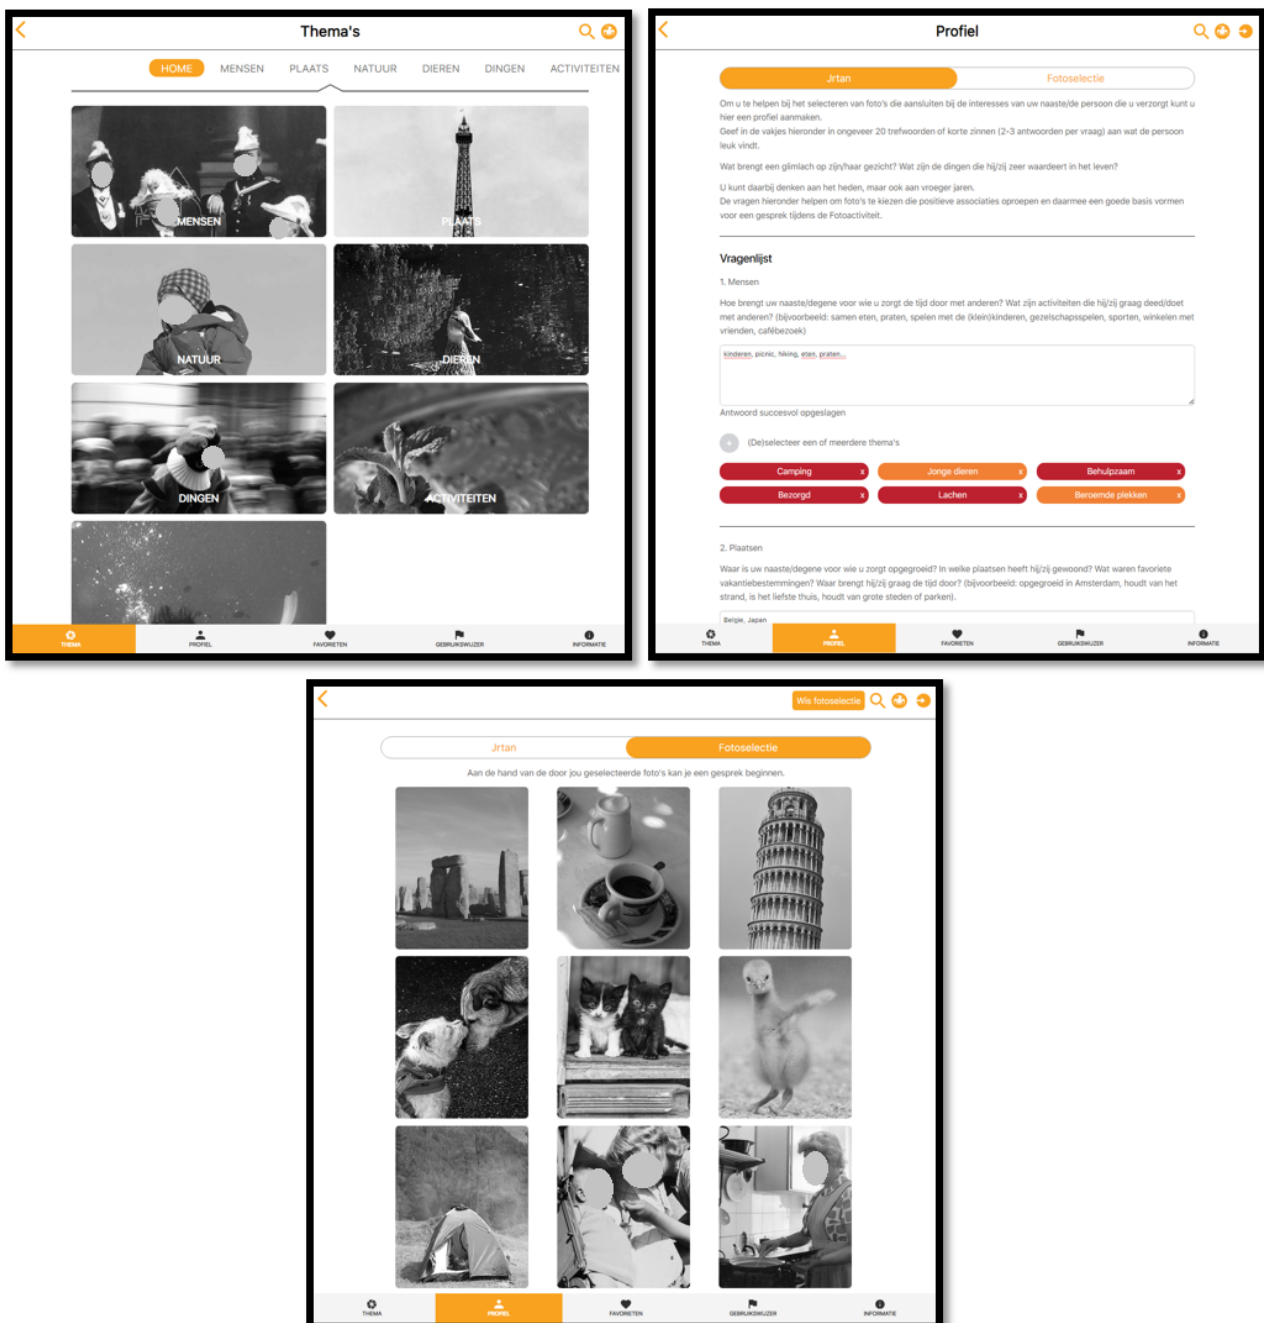 Thema's
HOME MENSEN PLAATS NATUUR DIEREN DINGEN ACTIVITEITEN
MENSEN
PLAATS
NATUUR
DIEREN
DINGEN
ACTIVITEITEN
THEMA PROFIEL FAVORIETEN GEBRUIKSWIJZER INFORMATIE
Profiel
Jrtan Fotoselectie
Om u te helpen bij het selecteren van foto's die aansluiten bij de interesses van uw naaste/de persoon die u verzorgt kunt u
hier een profiel aanmaken.
Geef in de vakjes hieronder in ongeveer 20 trefwoorden of korte zinnen (2-3 antwoorden per vraag) aan wat de persoon
leuk vindt.
Wat brengt een glimlach op zijn/haar gezicht? Wat zijn de dingen die hij/zij zeer waardeert in het leven?
U kunt daarbij denken aan het heden, maar ook aan vroeger jaren.
De vragen hieronder helpen om foto's te kiezen die positieve associaties oproepen en daarmee een goede basis vormen
voor een gesprek tijdens de Fotoactiviteit.
Vragenlijst
1. Mensen
Hoe brengt uw naaste/degene voor wie u zorgt de tijd door met anderen? Wat zijn activiteiten die hij/zij graag deed/doet
met anderen? (bijvoorbeeld: samen eten, praten, spelen met de (klein)kinderen, gezelschapsspelen, sporten, winkelen met
vrienden, cafébezoek)
kinderen, picnic, hiking, eten, praten...
Antwoord succesvol opgeslagen
+ (De)selecteer een of meerdere thema's
Camping x Jonge dieren x Behulpzaam x
Bezorgd x Lachen x Beroemde plekken x
2. Plaatsen
Waar is uw naaste/degene voor wie u zorgt opgegroeid? In welke plaatsen heeft hij/zij gewoond? Wat waren favoriete
vakantiebestemmingen? Waar brengt hij/zij graag de tijd door? (bijvoorbeeld: opgegroeid in Amsterdam, houdt van het
strand, is het liefste thuis, houdt van grote steden of parken).
Belgie, Japan
THEMA PROFIEL FAVORIETEN GEBRUIKSWIJZER INFORMATIE
Wis fotoselectie
Jrtan Fotoselectie
Aan de hand van de door jou geselecteerde foto's kan je een gesprek beginnen.
THEMA PROFIEL FAVORIETEN GEBRUIKSWIJZER INFORMATIE